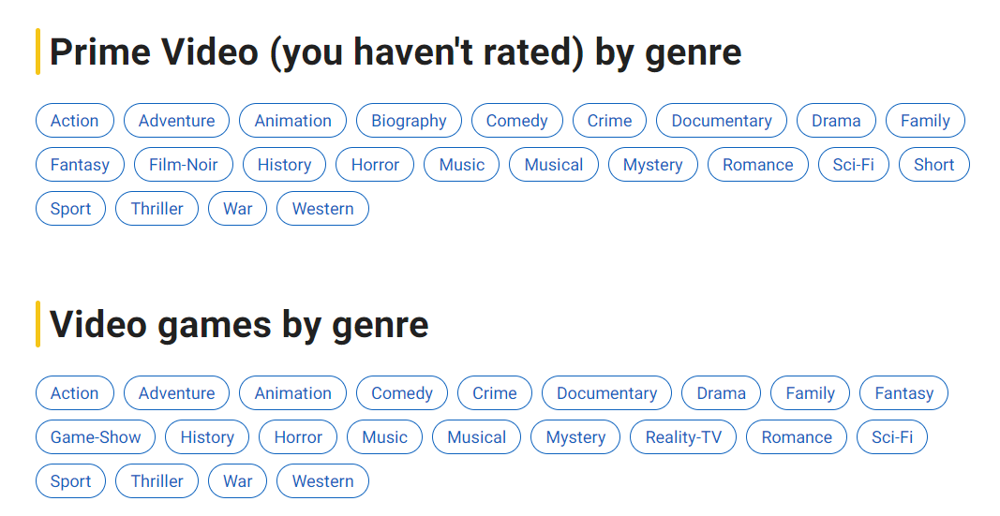 Prime Video (you haven't rated) by genre
Action Adventure Animation Biography Comedy Crime Documentary Drama Family
Fantasy Film-Noir History Horror Music Musical Mystery Romance Sci-Fi Short
Sport Thriller War Western
Video games by genre
Action Adventure Animation Comedy Crime Documentary Drama Family Fantasy
Game-Show History Horror Music Musical Mystery Reality-TV Romance Sci-Fi
Sport Thriller War Western